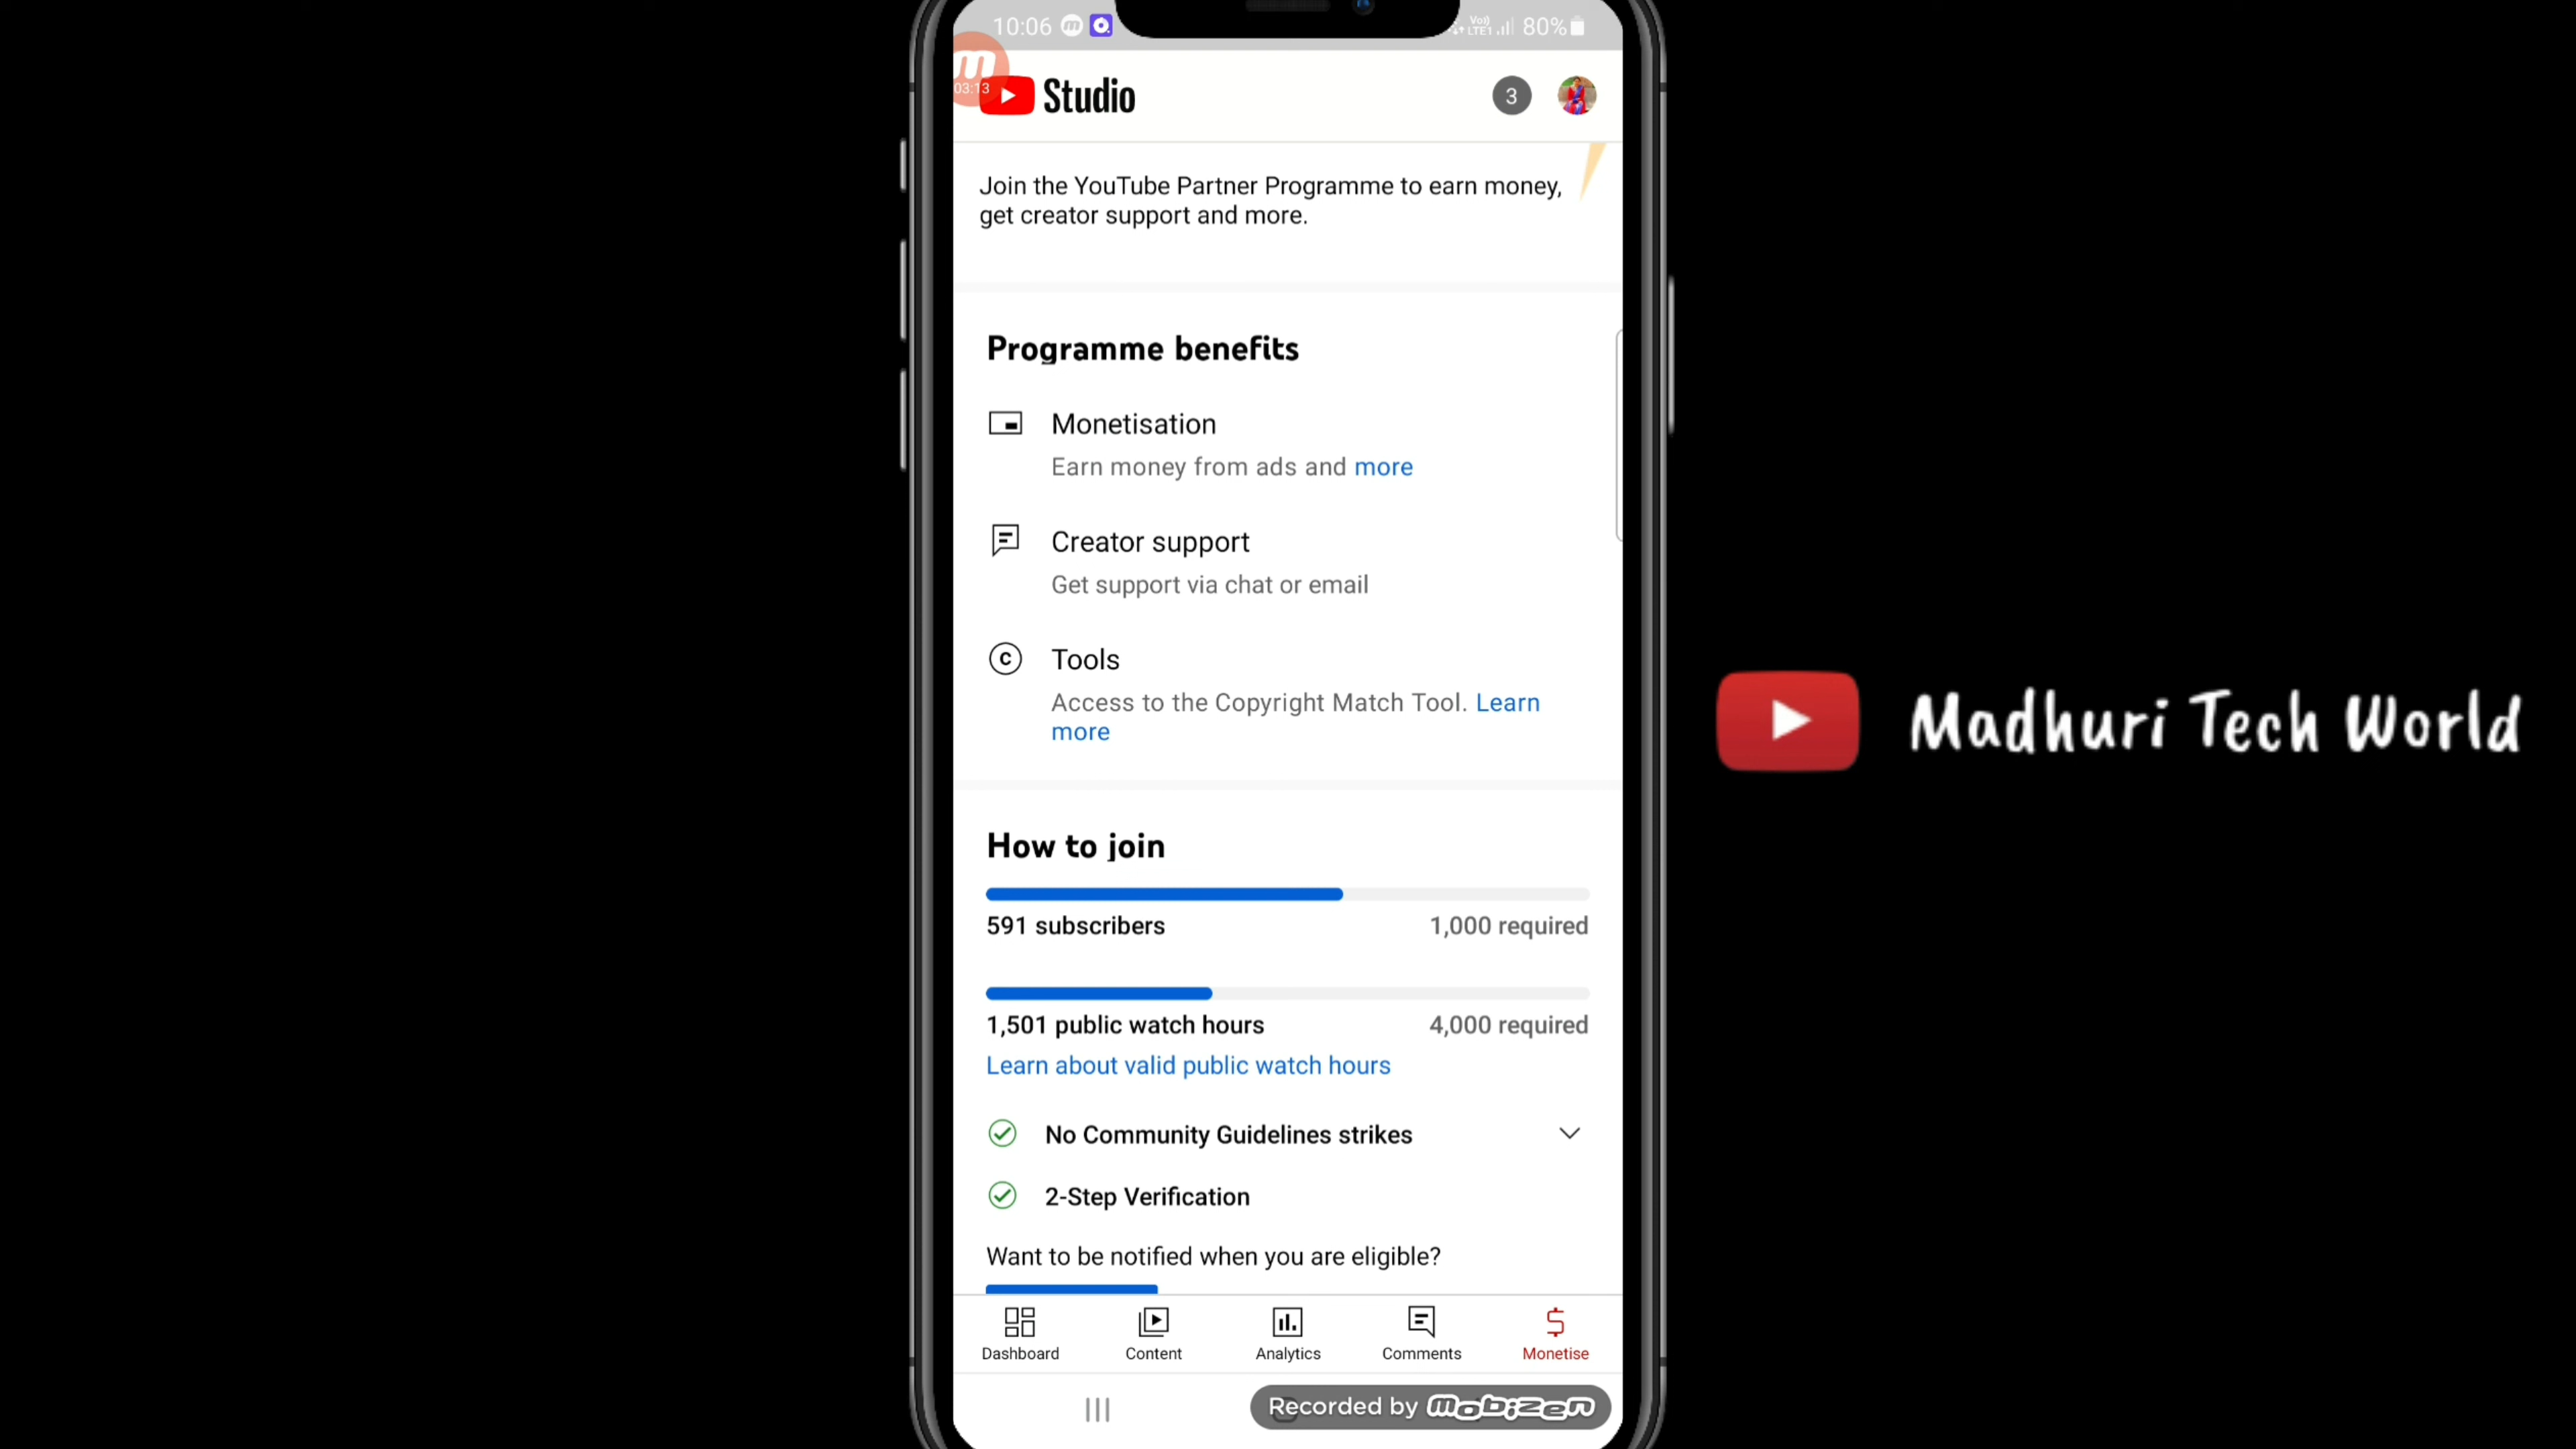 10:06
Vo)) LTE1 80%
03:13
Studio
3
Join the YouTube Partner Programme to earn money,
get creator support and more.
Programme benefits
Monetisation
Earn money from ads and more
Creator support
Get support via chat or email
Tools
Access to the Copyright Match Tool. Learn
more
Madhuri Tech World
How to join
591 subscribers 1,000 required
1,501 public watch hours 4,000 required
Learn about valid public watch hours
No Community Guidelines strikes
2-Step Verification
Want to be notified when you are eligible?
Dashboard Content Analytics Comments Monetise
Recorded by mobizen